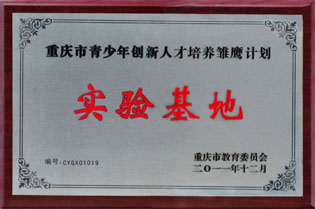 重庆市青少年创新人才培养雏鹰计划
实验基地
编号:CYGX01019
重庆市教育委员会
二〇一一年十二月